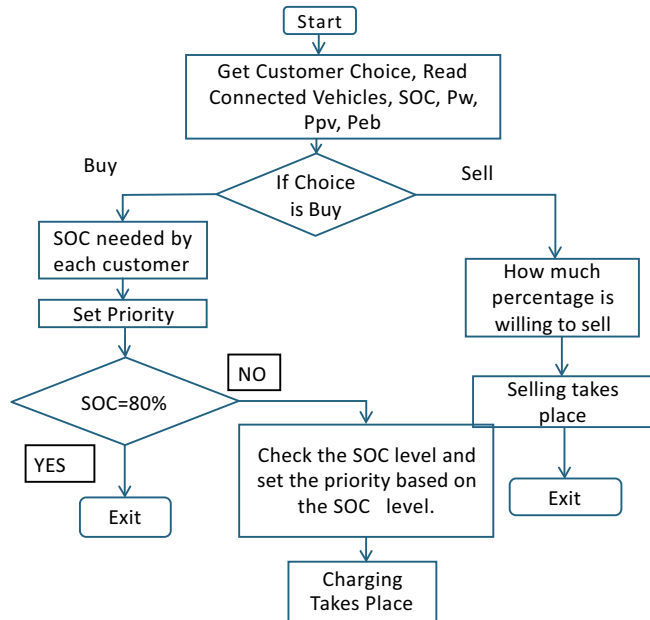 Start
Get Customer Choice, Read
Connected Vehicles, SOC, Pw,
Ppv, Peb
Buy
If Choice
is Buy
Sell
SOC needed by
each customer
How much
percentage is
willing to sell
Set Priority
SOC=80%
NO
Selling takes
place
YES
Check the SOC level and
set the priority based on
the SOC level.
Exit
Exit
Charging
Takes Place